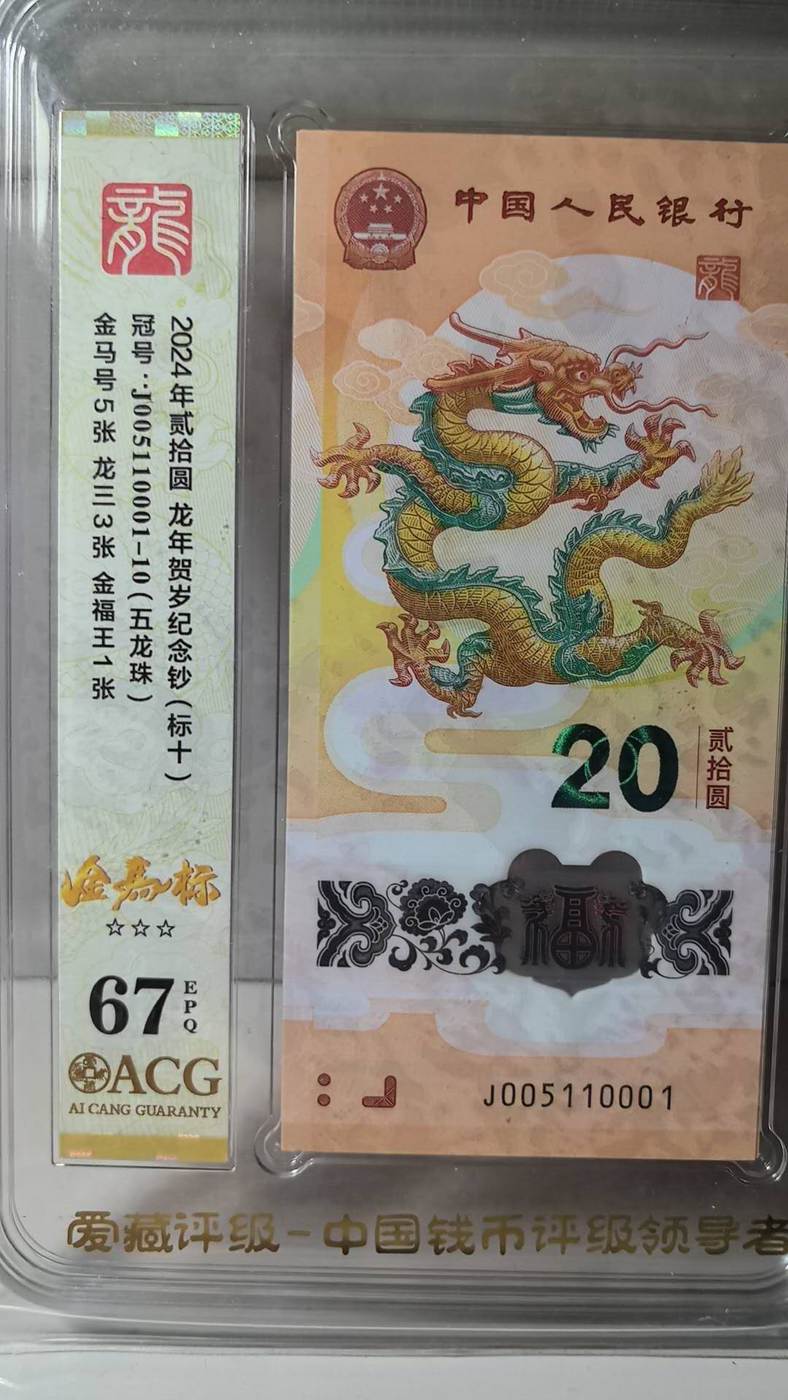 龍
2024年贰拾圆 龙年贺岁纪念钞(标十)
冠号:J005110001-10(五龙珠)
金马号5张 龙三3张 金福王1张
金马标
☆☆☆
67
EPQ
ACG
AI CANG GUARANTY
中国人民银行
龍
20
贰拾圆
福
J005110001
爱藏评级-中国钱币评级领导者